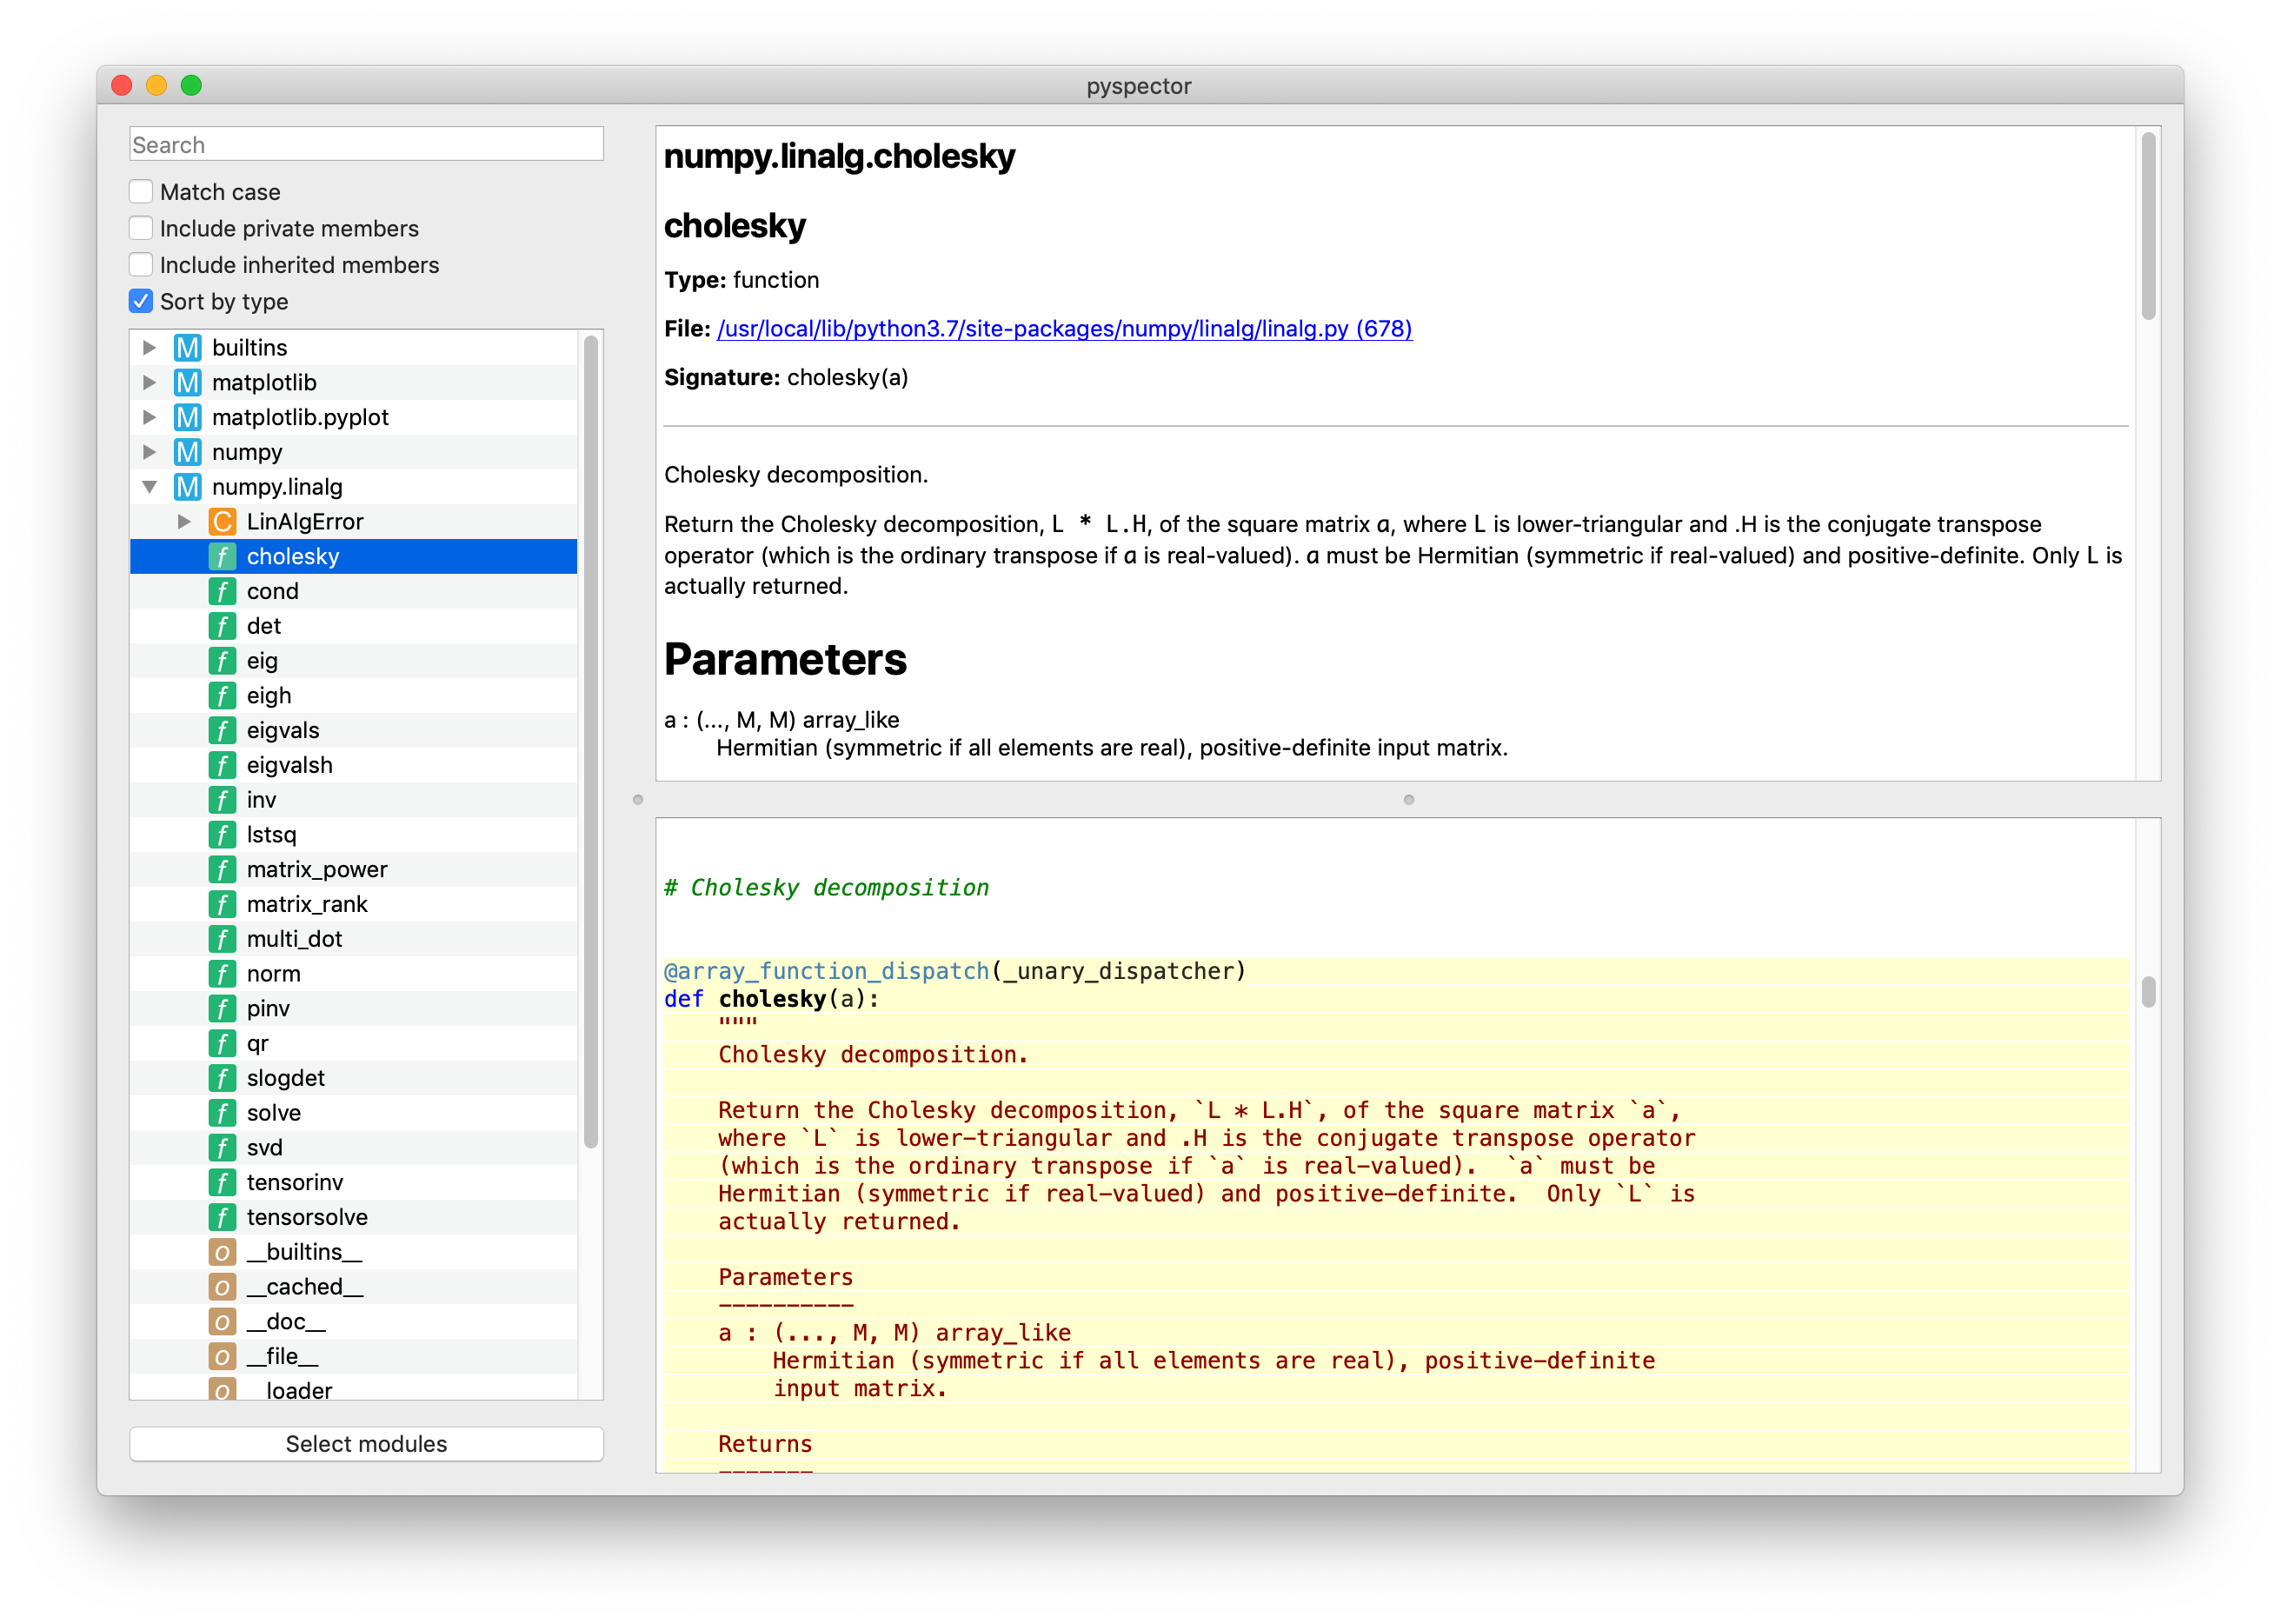 pyspector
Search
Match case
Include private members
Include inherited members
Sort by type
M builtins
M matplotlib
M matplotlib.pyplot
M numpy
M numpy.linalg
C LinAlgError
f cholesky
f cond
f det
f eig
f eigh
f eigvals
f eigvalsh
f inv
f lstsq
f matrix_power
f matrix_rank
f multi_dot
f norm
f pinv
f qr
f slogdet
f solve
f svd
f tensorinv
f tensorsolve
o __builtins__
o __cached__
o __doc__
o __file__
o loader
Select modules
numpy.linalg.cholesky
cholesky
Type: function
File: /usr/local/lib/python3.7/site-packages/numpy/linalg/linalg.py (678)
Signature: cholesky(a)
Cholesky decomposition.
Return the Cholesky decomposition, L * L.H, of the square matrix a, where L is lower-triangular and .H is the conjugate transpose
operator (which is the ordinary transpose if a is real-valued). a must be Hermitian (symmetric if real-valued) and positive-definite. Only L is
actually returned.
Parameters
a : (..., M, M) array_like
Hermitian (symmetric if all elements are real), positive-definite input matrix.
# Cholesky decomposition
@array_function_dispatch(_unary_dispatcher)
def cholesky(a):
"""
Cholesky decomposition.
Return the Cholesky decomposition, `L * L.H`, of the square matrix `a`,
where `L` is lower-triangular and .H is the conjugate transpose operator
(which is the ordinary transpose if `a` is real-valued).  `a` must be
Hermitian (symmetric if real-valued) and positive-definite.  Only `L` is
actually returned.
Parameters
----------
a : (..., M, M) array_like
Hermitian (symmetric if all elements are real), positive-definite
input matrix.
Returns
-------